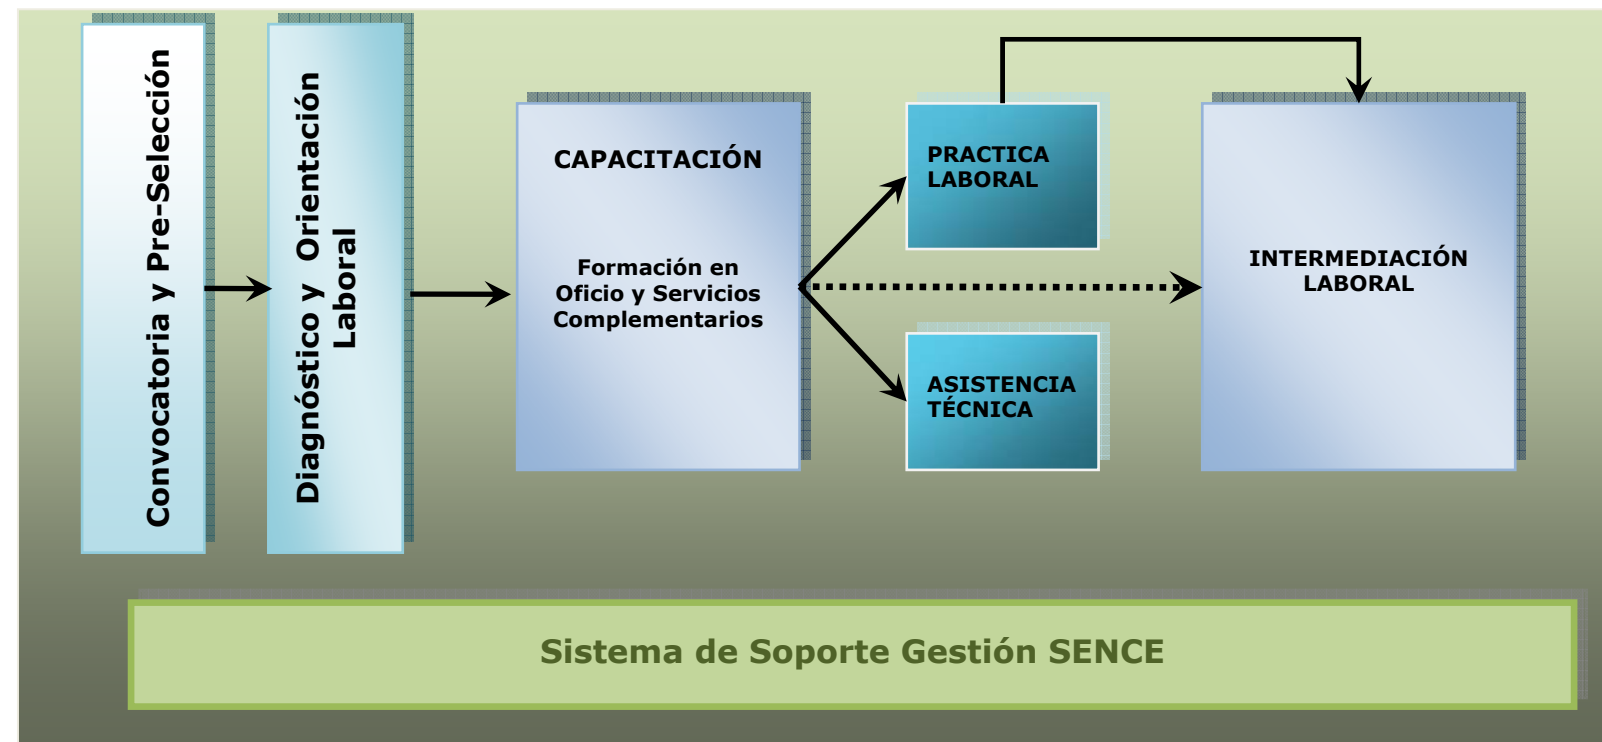 Convocatoria y Pre-Selección
Diagnóstico y Orientación
Laboral
CAPACITACIÓN
Formación en
Oficio y Servicios
Complementarios
PRACTICA
LABORAL
ASISTENCIA
TÉCNICA
INTERMEDIACIÓN
LABORAL
Sistema de Soporte Gestión SENCE